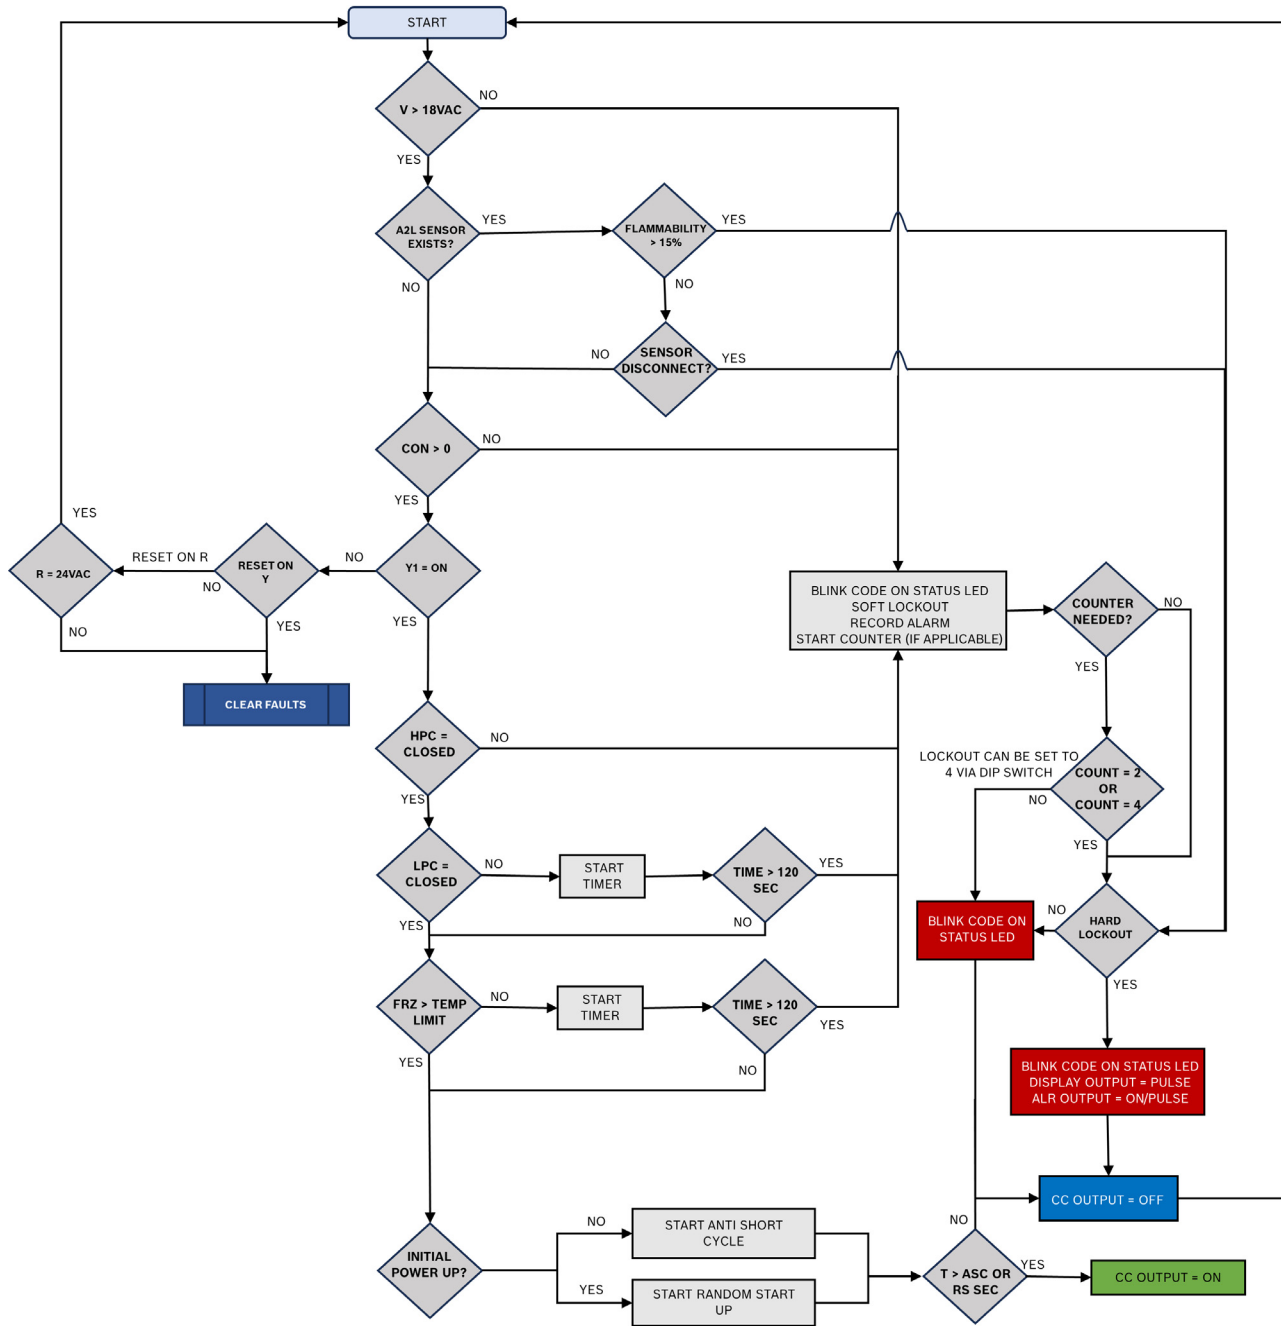 START
V > 18VAC
NO
YES
A2L SENSOR
EXISTS?
YES
NO
FLAMMABILITY
> 15%
YES
NO
SENSOR
DISCONNECT?
NO
YES
CON > 0
NO
YES
Y1 = ON
NO
YES
RESET ON
Y
RESET ON R
NO
YES
R = 24VAC
YES
NO
CLEAR FAULTS
BLINK CODE ON STATUS LED
SOFT LOCKOUT
RECORD ALARM
START COUNTER (IF APPLICABLE)
COUNTER
NEEDED?
NO
YES
HPC =
CLOSED
NO
YES
LOCKOUT CAN BE SET TO
4 VIA DIP SWITCH
COUNT = 2
OR
COUNT = 4
NO
YES
LPC =
CLOSED
NO
YES
START
TIMER
TIME > 120
SEC
YES
NO
BLINK CODE ON
STATUS LED
NO
HARD
LOCKOUT
YES
FRZ > TEMP
LIMIT
NO
YES
START
TIMER
TIME > 120
SEC
YES
NO
BLINK CODE ON STATUS LED
DISPLAY OUTPUT = PULSE
ALR OUTPUT = ON/PULSE
CC OUTPUT = OFF
INITIAL
POWER UP?
NO
YES
START ANTI SHORT
CYCLE
START RANDOM START
UP
NO
T > ASC OR
RS SEC
YES
CC OUTPUT = ON